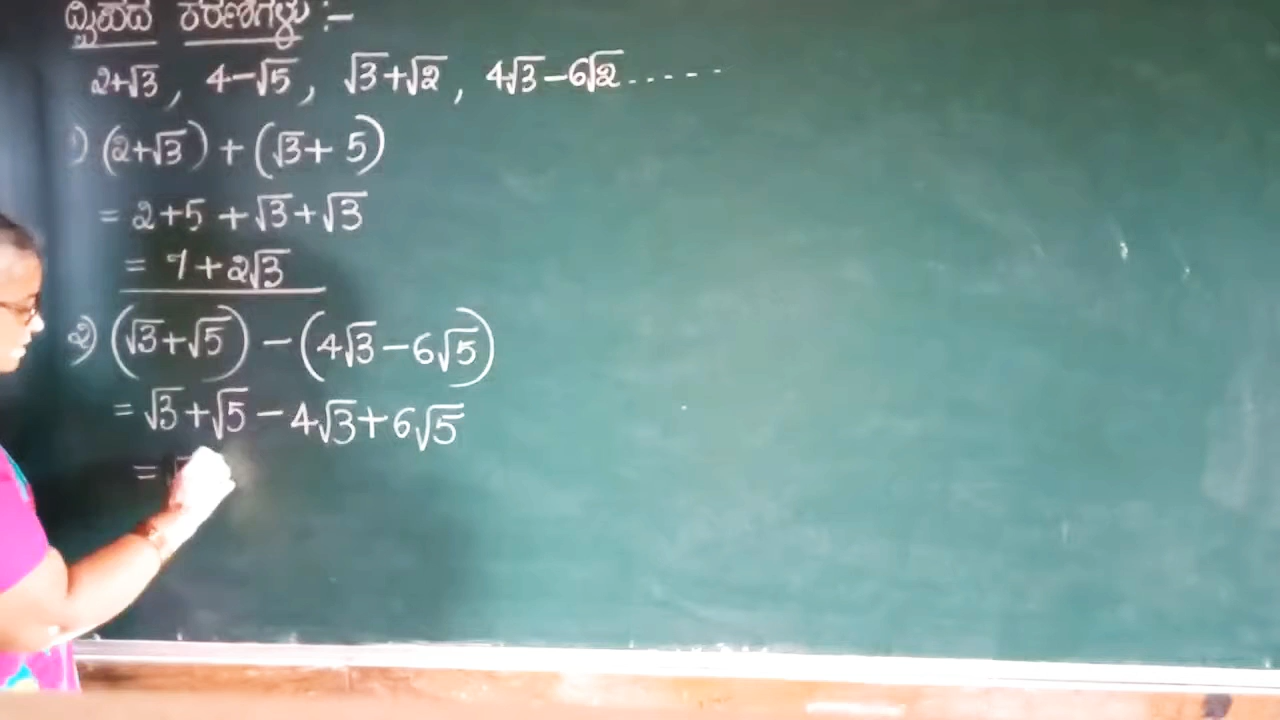 ದ್ವಿಪದ ಕರಣಿಗಳು :-
2+√3, 4-√5, √3+√2, 4√3-6√2.....
1) (2+√3) + (√3+ 5)
= 2+5 +√3+√3
= 7+2√3
2) (√3+√5) - (4√3-6√5)
= √3+√5 - 4√3+6√5
= √